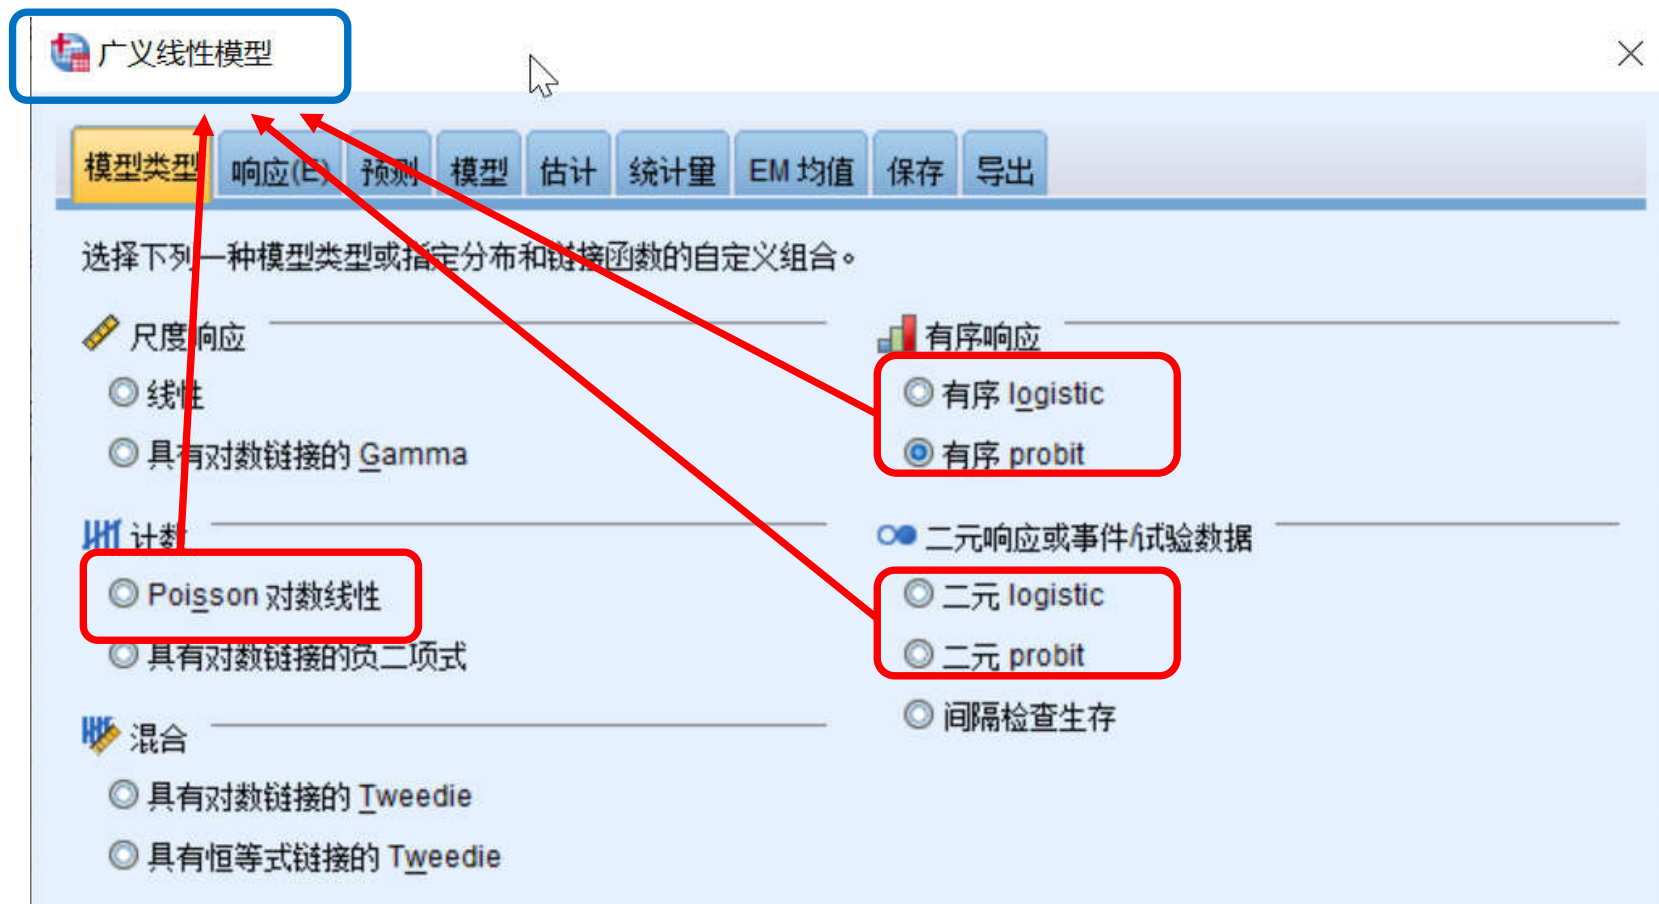 广义线性模型
模型类型 响应(E) 预测 模型 估计 统计量 EM 均值 保存 导出
选择下列一种模型类型或指定分布和链接函数的自定义组合。
尺度响应
线性
具有对数链接的 Gamma
计数
Poisson 对数线性
具有对数链接的负二项式
混合
具有对数链接的 Tweedie
具有恒等式链接的 Tweedie
有序响应
有序 logistic
有序 probit
二元响应或事件/试验数据
二元 logistic
二元 probit
间隔检查生存